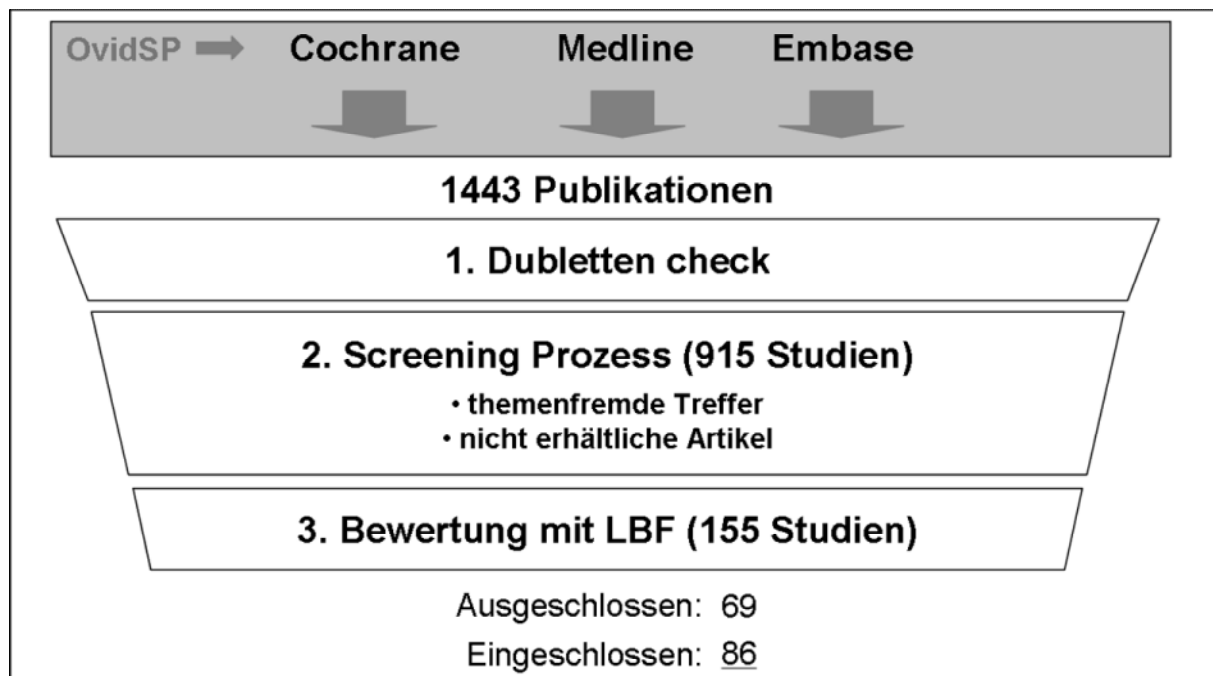 OvidSP Cochrane Medline Embase
1443 Publikationen
1. Dubletten check
2. Screening Prozess (915 Studien)
• themenfremde Treffer
• nicht erhältliche Artikel
3. Bewertung mit LBF (155 Studien)
Ausgeschlossen: 69
Eingeschlossen: 86